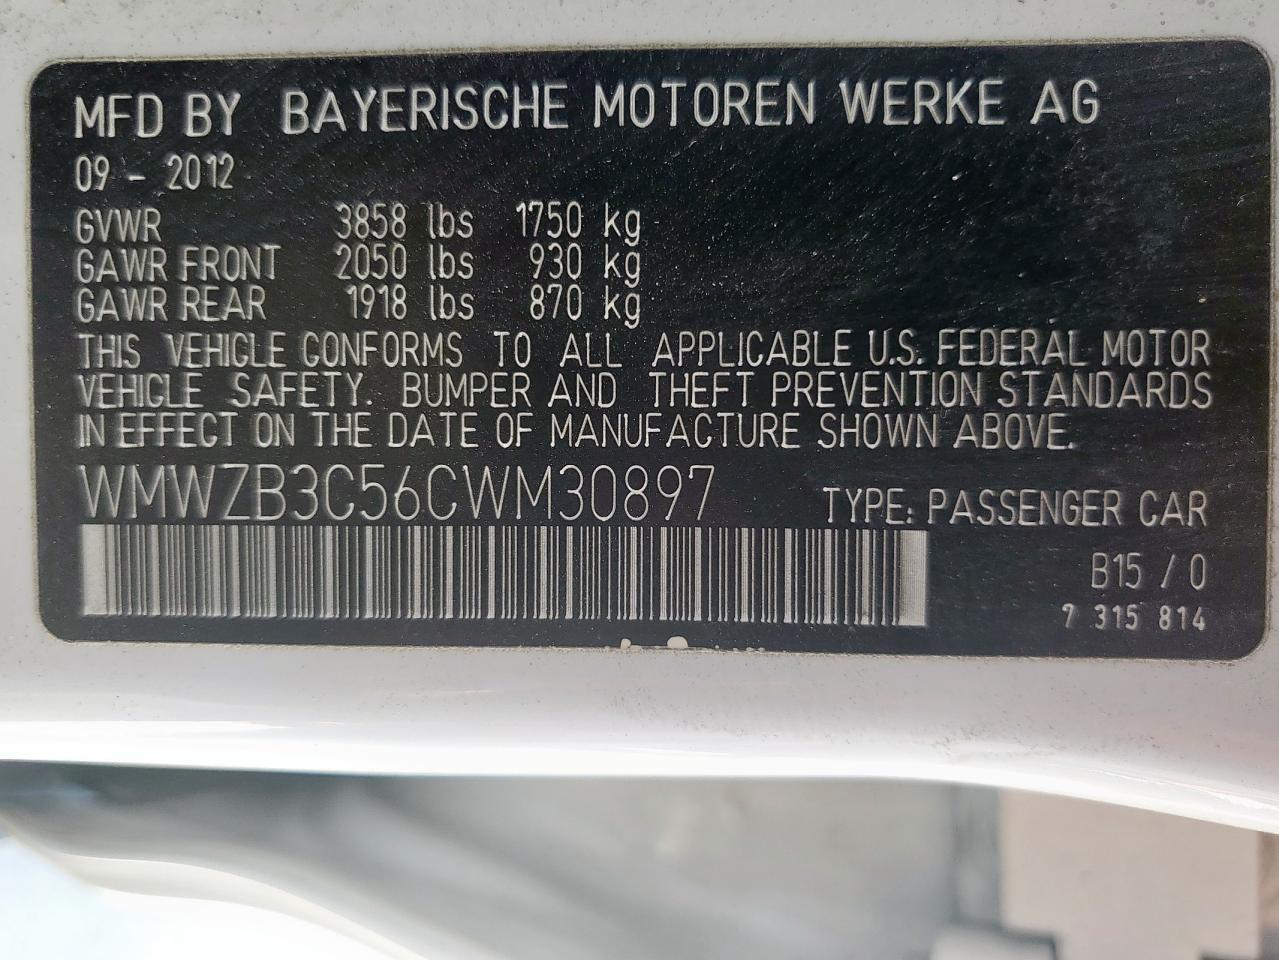 MFD BY BAYERISCHE MOTOREN WERKE AG
09 - 2012
GVWR 3858 lbs 1750 kg
GAWR FRONT 2050 lbs 930 kg
GAWR REAR 1918 lbs 870 kg
THIS VEHICLE CONFORMS TO ALL APPLICABLE U.S. FEDERAL MOTOR
VEHICLE SAFETY. BUMPER AND THEFT PREVENTION STANDARDS
IN EFFECT ON THE DATE OF MANUFACTURE SHOWN ABOVE.
WMWZB3C56CWM30897 TYPE: PASSENGER CAR
B15 / 0
7 315 814